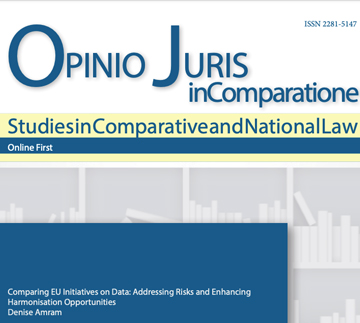 ISSN 2281-5147
OPINIO JURIS
inComparatione
StudiesinComparativeandNationalLaw
Online First
Comparing EU Initiatives on Data: Addressing Risks and Enhancing
Harmonisation Opportunities
Denise Amram